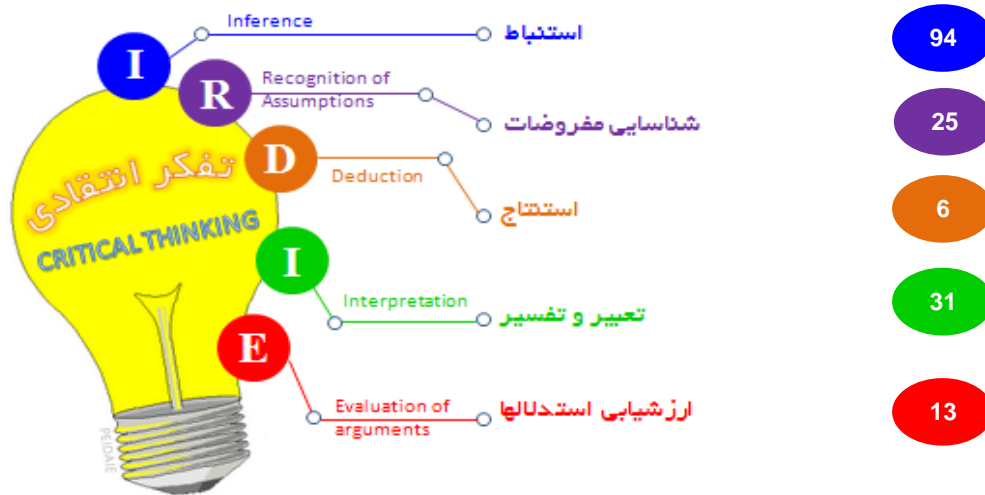 I
Inference
استنباط
94
R
Recognition of
Assumptions
شناسایی مفروضات
25
تفکر انتقادی
CRITICAL THINKING
D
Deduction
استنتاج
6
I
Interpretation
تعبیر و تفسیر
31
E
Evaluation of
arguments
ارزشیابی استدلالها
13
PEIDAIE